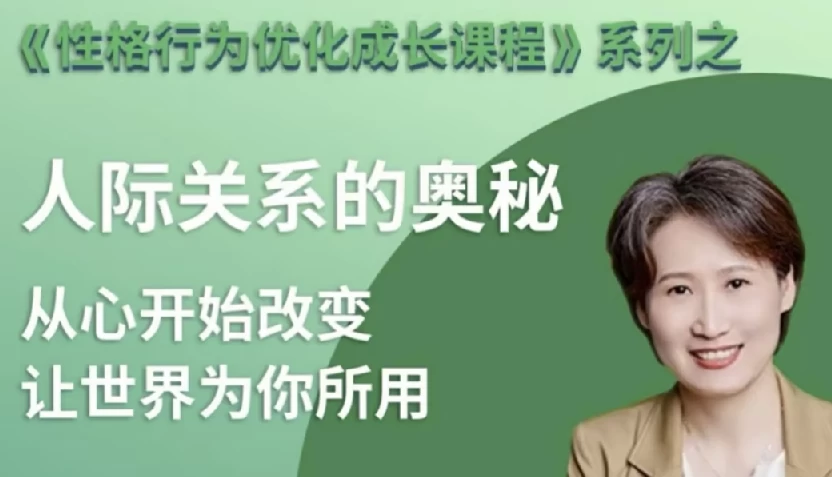 《性格行为优化成长课程》系列之
人际关系的奥秘
从心开始改变
让世界为你所用